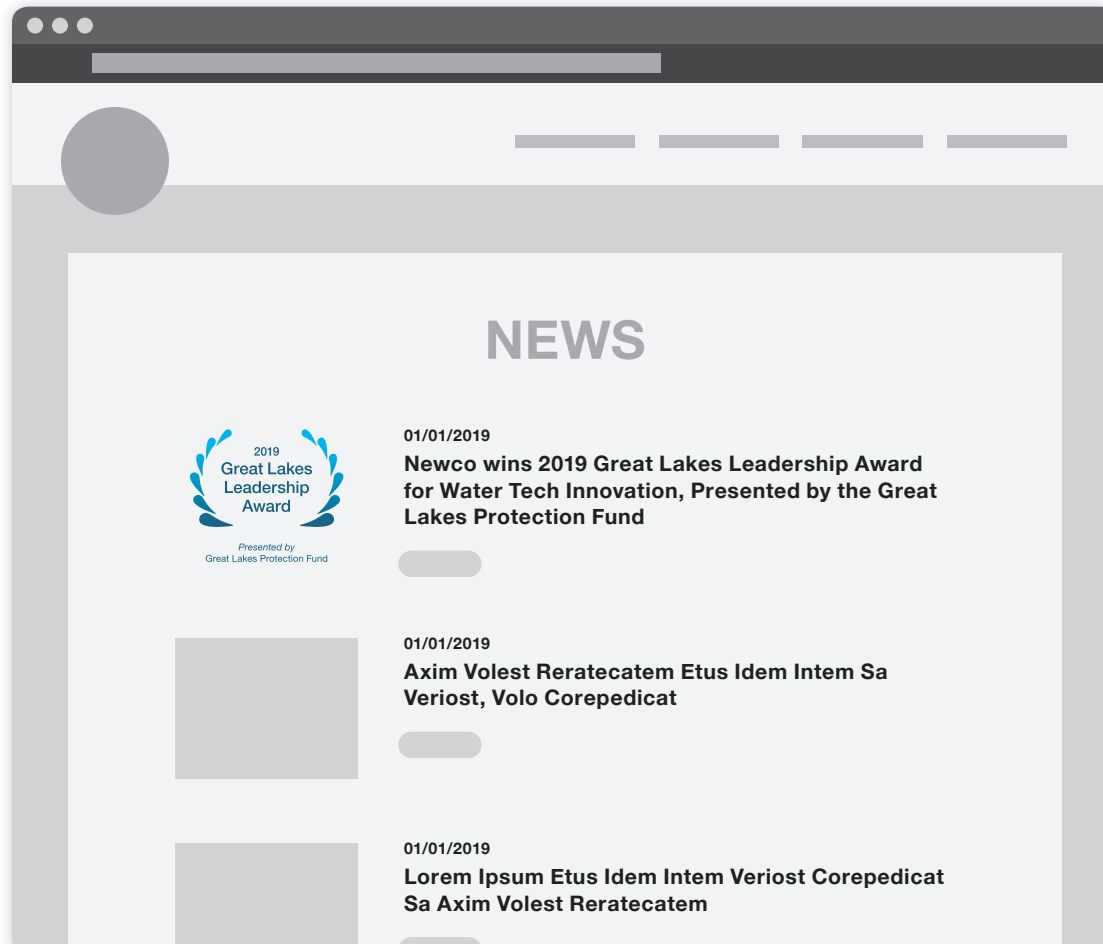 NEWS
2019
Great Lakes
Leadership
Award
Presented by
Great Lakes Protection Fund
01/01/2019
Newco wins 2019 Great Lakes Leadership Award
for Water Tech Innovation, Presented by the Great
Lakes Protection Fund
01/01/2019
Axim Volest Reratecatem Etus Idem Intem Sa
Veriost, Volo Corepedicat
01/01/2019
Lorem Ipsum Etus Idem Intem Veriost Corepedicat
Sa Axim Volest Reratecatem